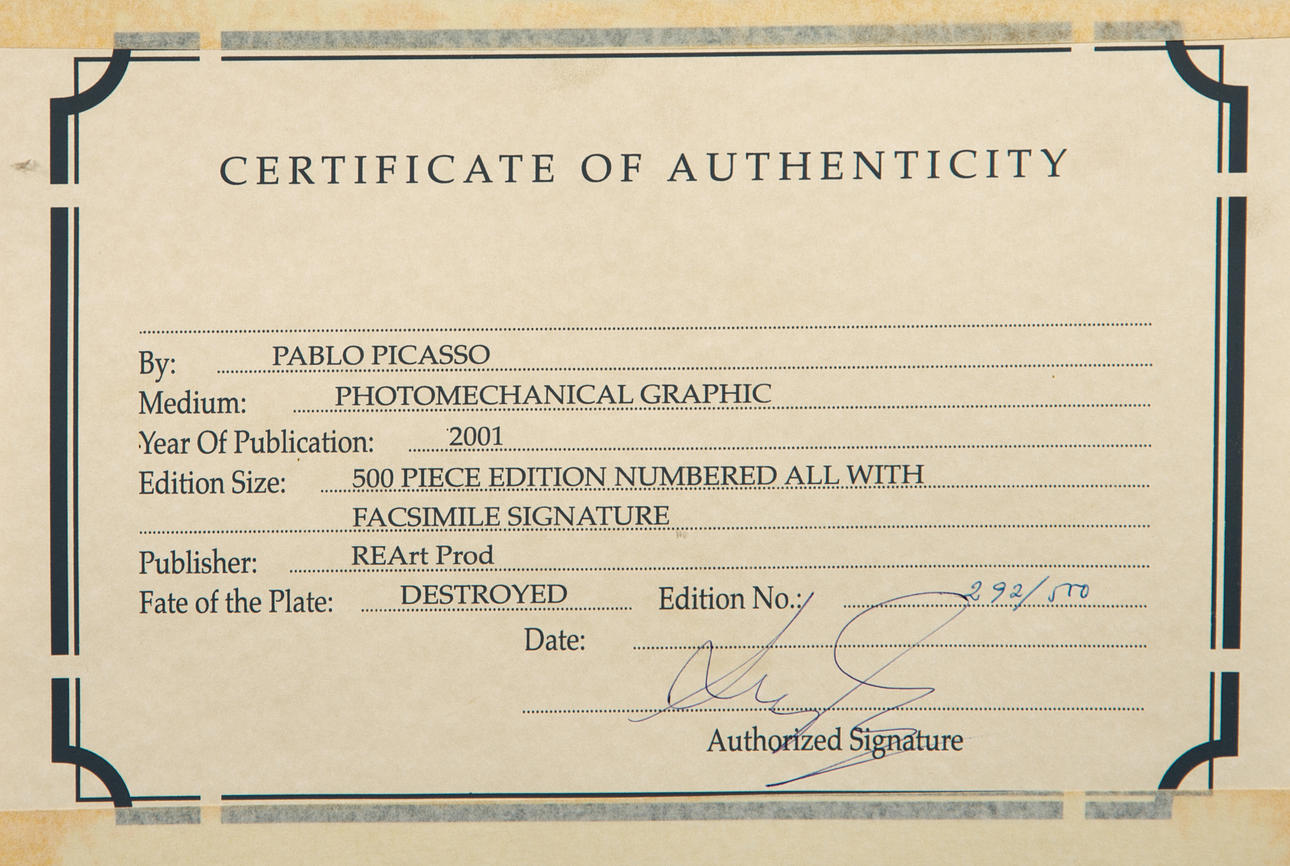 CERTIFICATE OF AUTHENTICITY
By: PABLO PICASSO
Medium: PHOTOMECHANICAL GRAPHIC
Year Of Publication: 2001
Edition Size: 500 PIECE EDITION NUMBERED ALL WITH
FACSIMILE SIGNATURE
Publisher: REArt Prod
Fate of the Plate: DESTROYED Edition No.: 292/500
Date:
Authorized Signature